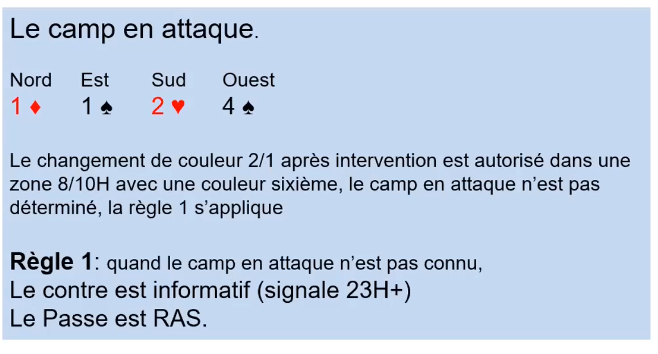 Le camp en attaque.
Nord Est Sud Ouest
1 ♦ 1 ♠ 2 ♥ 4 ♠
Le changement de couleur 2/1 après intervention est autorisé dans une
zone 8/10H avec une couleur sixième, le camp en attaque n'est pas
déterminé, la règle 1 s'applique
Règle 1: quand le camp en attaque n'est pas connu,
Le contre est informatif (signale 23H+)
Le Passe est RAS.